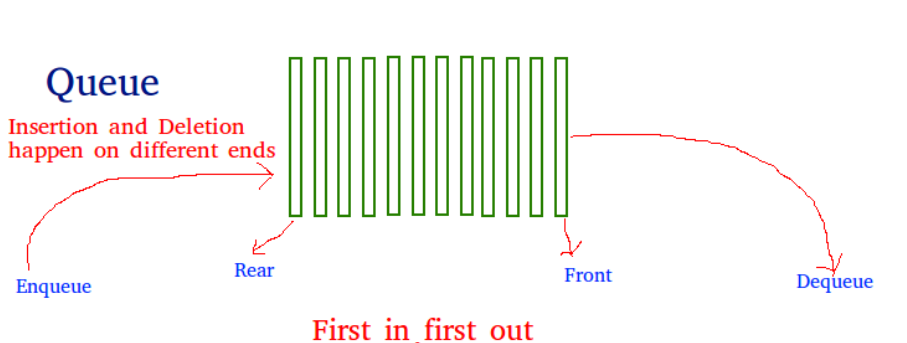 Queue
Insertion and Deletion
happen on different ends
Enqueue
Rear
Front
Dequeue
First in first out